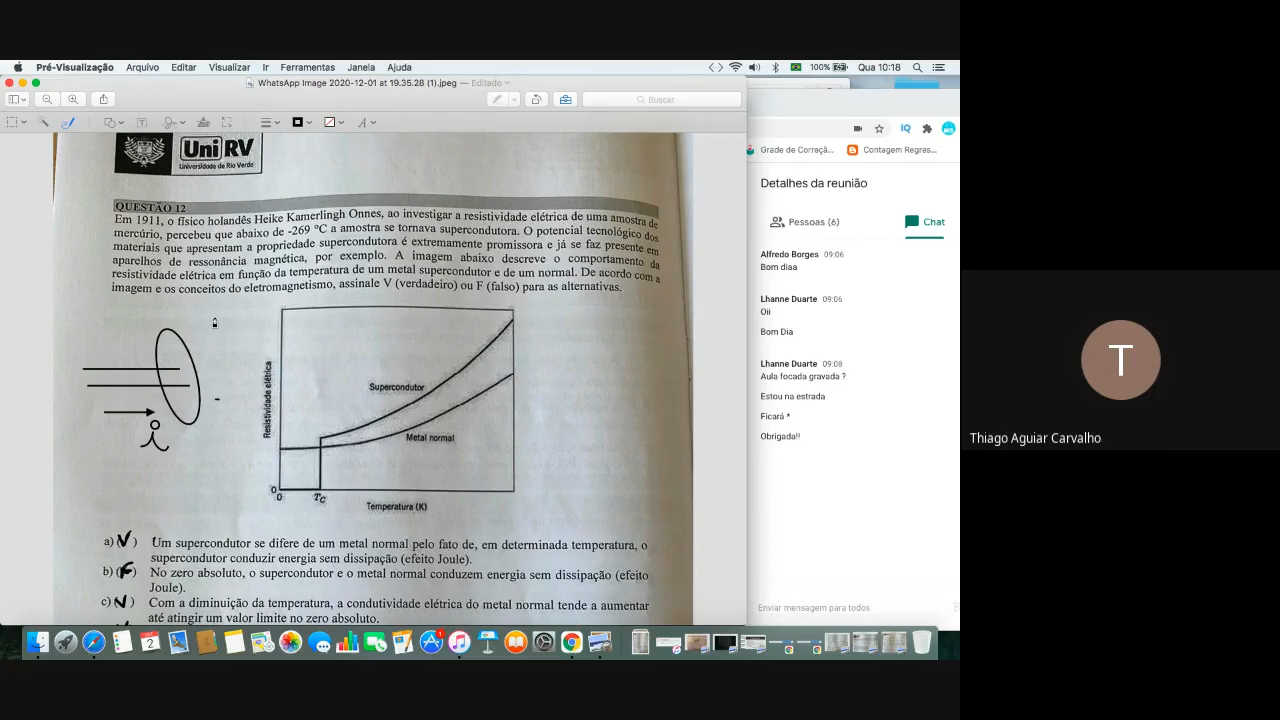 Pré-Visualização Arquivo Editar Visualizar Ir Ferramentas Janela Ajuda 100% Qua 10:18
WhatsApp Image 2020-12-01 at 19.35.28 (1).jpeg — Editado
Buscar
Uni RV
Universidade de Rio Verde
QUESTÃO 12
Em 1911, o físico holandês Heike Kamerlingh Onnes, ao investigar a resistividade elétrica de uma amostra de
mercúrio, percebeu que abaixo de -269 °C a amostra se tornava supercondutora. O potencial tecnológico dos
materiais que apresentam a propriedade supercondutora é extremamente promissora e já se faz presente em
aparelhos de ressonância magnética, por exemplo. A imagem abaixo descreve o comportamento da
resistividade elétrica em função da temperatura de um metal supercondutor e de um normal. De acordo com a
imagem e os conceitos do eletromagnetismo, assinale V (verdadeiro) ou F (falso) para as alternativas.
i
Resistividade elétrica
Supercondutor
Metal normal
0
0
TC
Temperatura (K)
a) (V) Um supercondutor se difere de um metal normal pelo fato de, em determinada temperatura, o
supercondutor conduzir energia sem dissipação (efeito Joule).
b) (F) No zero absoluto, o supercondutor e o metal normal conduzem energia sem dissipação (efeito
Joule).
c) (V) Com a diminuição da temperatura, a condutividade elétrica do metal normal tende a aumentar
até atingir um valor limite no zero absoluto.
IQ
Grade de Correçã...
Contagem Regres...
Detalhes da reunião
Pessoas (6)
Chat
Alfredo Borges 09:06
Bom diaa
Lhanne Duarte 09:06
Oii
Bom Dia
Lhanne Duarte 09:08
Aula focada gravada ?
Estou na estrada
Ficará *
Obrigada!!
Enviar mensagem para todos
DEZ
2
T
Thiago Aguiar Carvalho